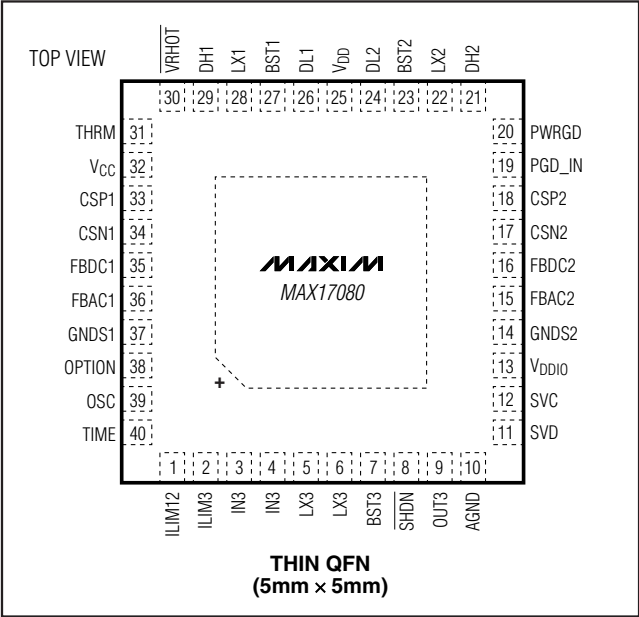 TOP VIEW
VRHOT
DH1
LX1
BST1
DL1
VDD
DL2
BST2
LX2
DH2
30 29 28 27 26 25 24 23 22 21
THRM 31
VCC 32
CSP1 33
CSN1 34
FBDC1 35
FBAC1 36
GNDS1 37
OPTION 38
OSC 39
TIME 40
20 PWRGD
19 PGD_IN
18 CSP2
17 CSN2
16 FBDC2
15 FBAC2
14 GNDS2
13 VDDIO
12 SVC
11 SVD
MAXIM
MAX17080
+
1 2 3 4 5 6 7 8 9 10
ILIM12
ILIM3
IN3
IN3
LX3
LX3
BST3
SHDN
OUT3
AGND
THIN QFN
(5mm × 5mm)